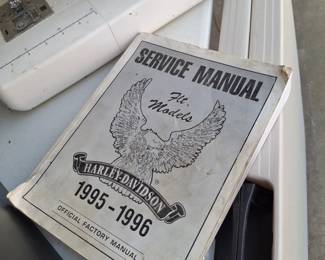 SERVICE MANUAL
Flt. Models
HARLEY-DAVIDSON
®
1995-1996
OFFICIAL FACTORY MANUAL